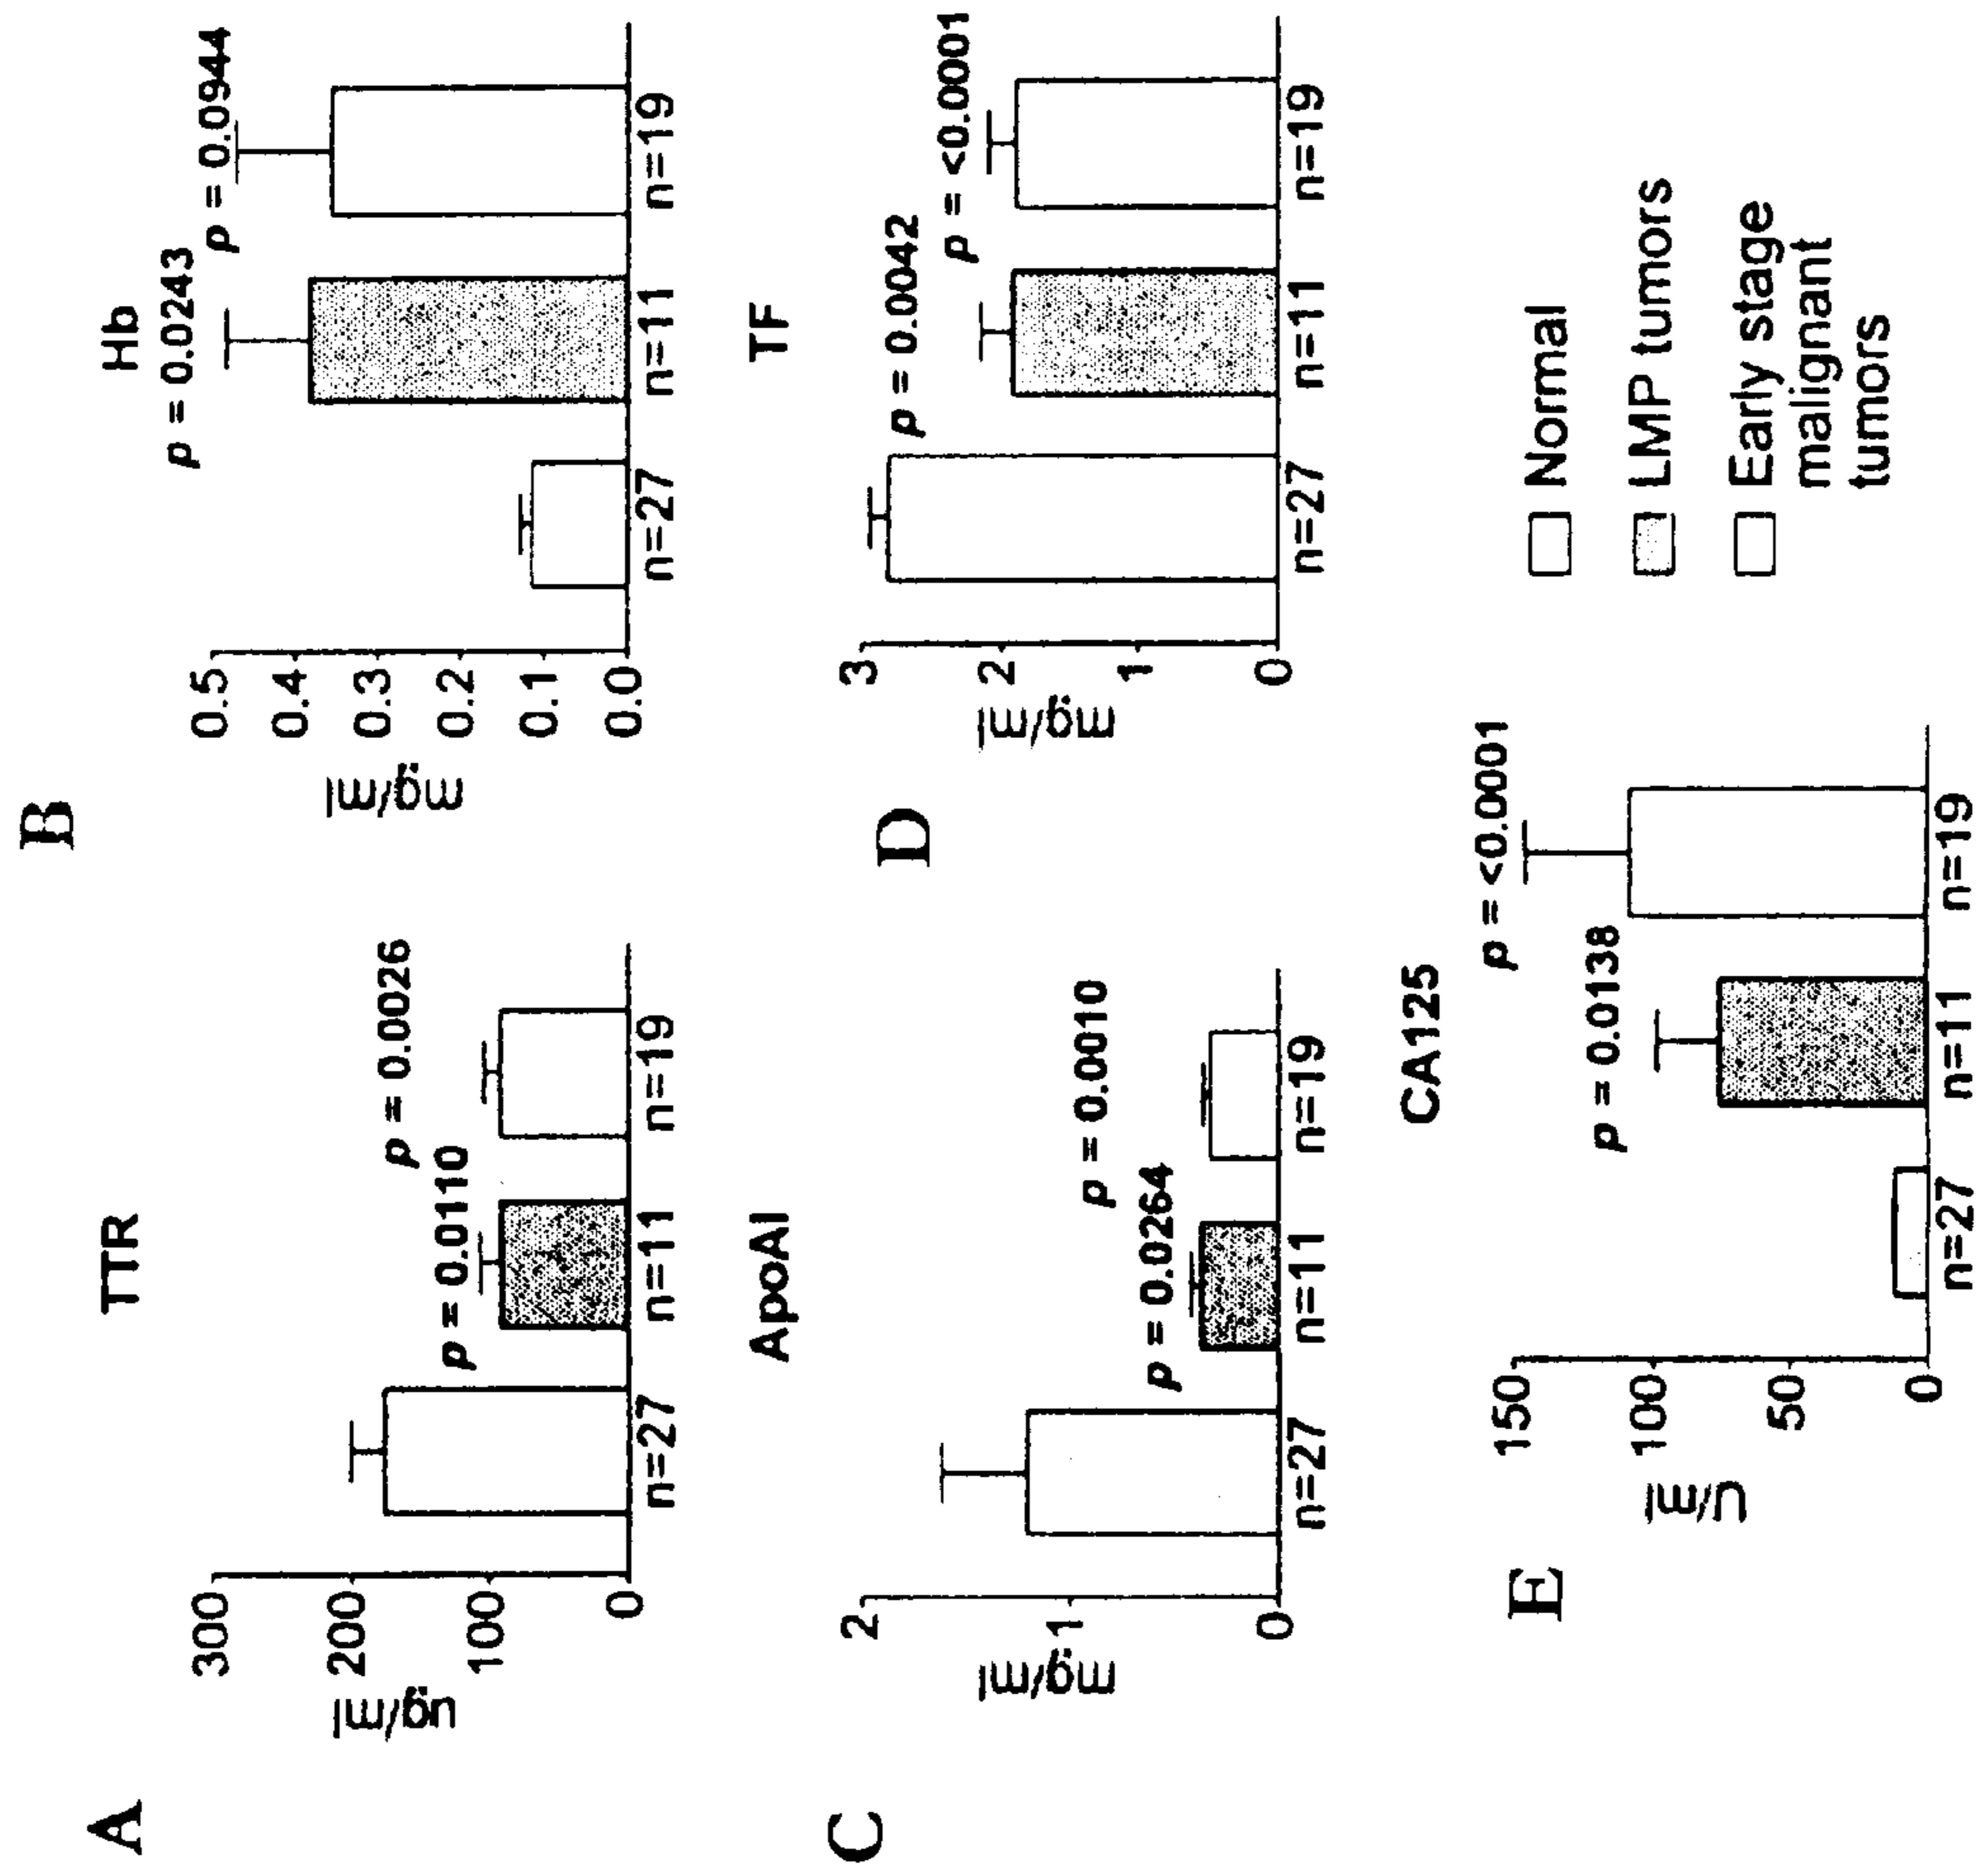 A
TTR
ug/ml
300
200
100
0
p = 0.0110
p = 0.0026
n=27
n=11
n=19
B
Hb
mg/ml
0.5
0.4
0.3
0.2
0.1
0.0
p = 0.0243
p = 0.0944
n=27
n=11
n=19
C
ApoAI
mg/ml
2
1
0
p = 0.0264
p = 0.0010
n=27
n=11
n=19
D
TF
mg/ml
3
2
1
0
p = 0.0042
p = <0.0001
n=27
n=11
n=19
E
CA125
U/ml
150
100
50
0
p = 0.0138
p = <0.0001
n=27
n=11
n=19
Normal
LMP tumors
Early stage
malignant
tumors